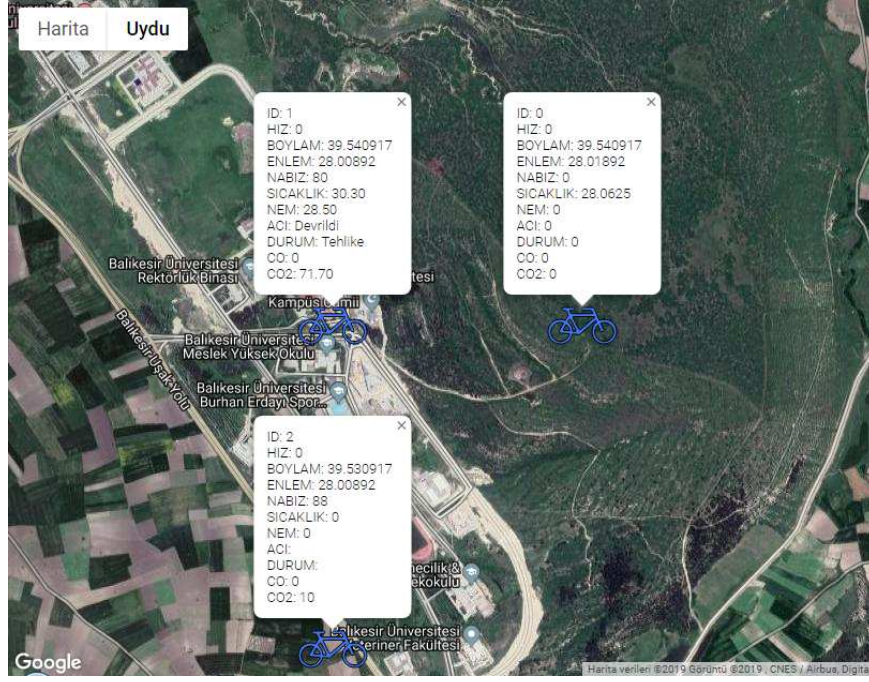 Harita Uydu
ID: 1
HIZ: 0
BOYLAM: 39.540917
ENLEM: 28.00892
NABIZ: 80
SICAKLIK: 30.30
NEM: 28.50
ACI: Devrildi
DURUM: Tehlike
CO: 0
CO2: 71.70
ID: 0
HIZ: 0
BOYLAM: 39.540917
ENLEM: 28.01892
NABIZ: 0
SICAKLIK: 28.0625
NEM: 0
ACI: 0
DURUM: 0
CO: 0
CO2: 0
Balıkesir Üniversitesi
Rektörlük Binası
Balıkesir Üniversitesi
Meslek Yüksek Okulu
Balıkesir Uşak Yolu
Balıkesir Üniversitesi
Burhan Erdayı Spor...
ID: 2
HIZ: 0
BOYLAM: 39.530917
ENLEM: 28.00892
NABIZ: 88
SICAKLIK: 0
NEM: 0
ACI:
DURUM:
CO: 0
CO2: 10
Üniversitesi
Fakültesi
Google
Harita verileri ©2019 Görüntü ©2019 , CNES / Airbus,